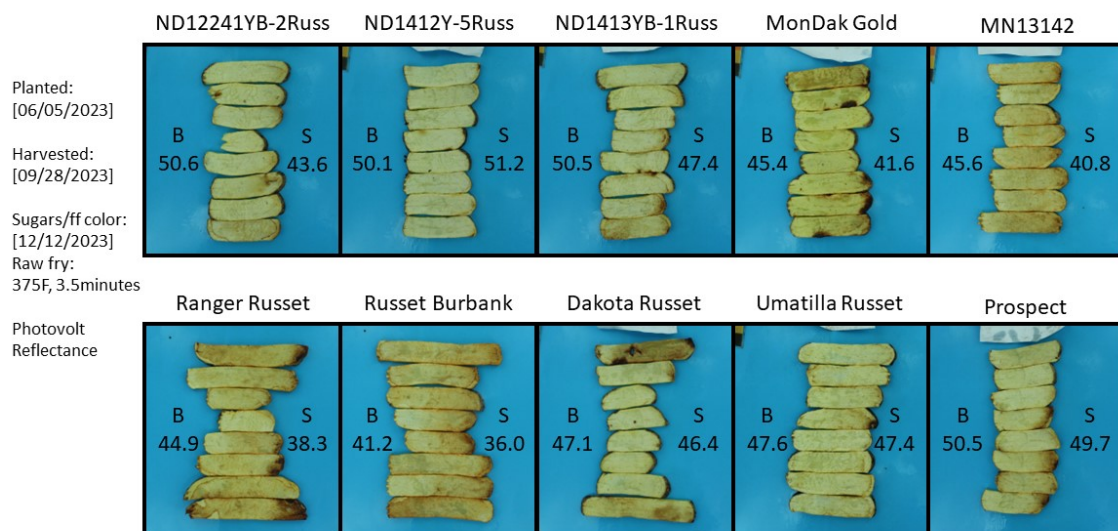 ND12241YB-2Russ
ND1412Y-5Russ
ND1413YB-1Russ
MonDak Gold
MN13142
Planted:
[06/05/2023]
Harvested:
[09/28/2023]
Sugars/ff color:
[12/12/2023]
Raw fry:
375F, 3.5minutes
Photovolt
Reflectance
B S
50.6 43.6
B S
50.1 51.2
B S
50.5 47.4
B S
45.4 41.6
B S
45.6 40.8
Ranger Russet
Russet Burbank
Dakota Russet
Umatilla Russet
Prospect
B S
44.9 38.3
B S
41.2 36.0
B S
47.1 46.4
B S
47.6 47.4
B S
50.5 49.7